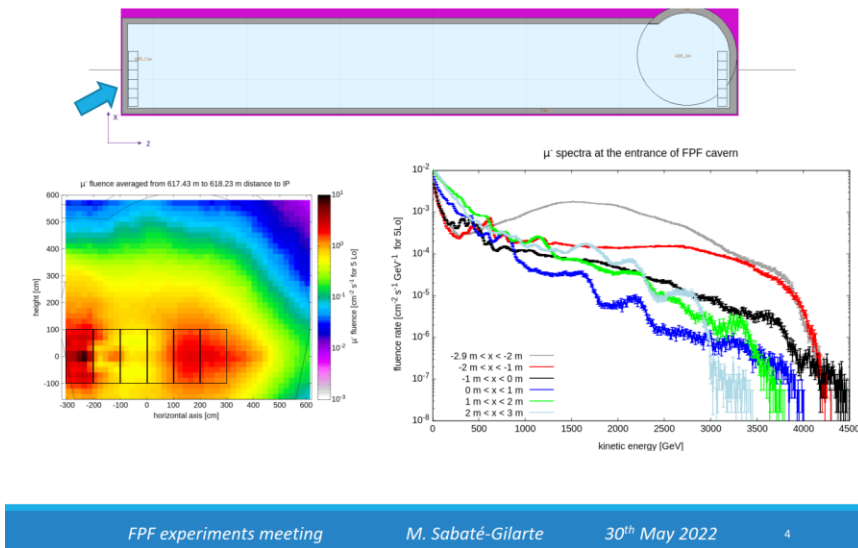 x
z
μ⁻ fluence averaged from 617.43 m to 618.23 m distance to IP
600
500
400
300
200
100
0
-100
height [cm]
-300 -200 -100 0 100 200 300 400 500 600
horizontal axis [cm]
10¹
10⁰
10⁻¹
10⁻²
10⁻³
μ⁻ fluence [cm⁻² s⁻¹ for 5 Lo]
μ⁻ spectra at the entrance of FPF cavern
10⁻²
10⁻³
10⁻⁴
10⁻⁵
10⁻⁶
10⁻⁷
10⁻⁸
fluence rate [cm⁻² s⁻¹ GeV⁻¹ for 5Lo]
-2.9 m < x < -2 m
-2 m < x < -1 m
-1 m < x < 0 m
0 m < x < 1 m
1 m < x < 2 m
2 m < x < 3 m
0 500 1000 1500 2000 2500 3000 3500 4000 4500
kinetic energy [GeV]
FPF experiments meeting M. Sabaté-Gilarte 30th May 2022 4